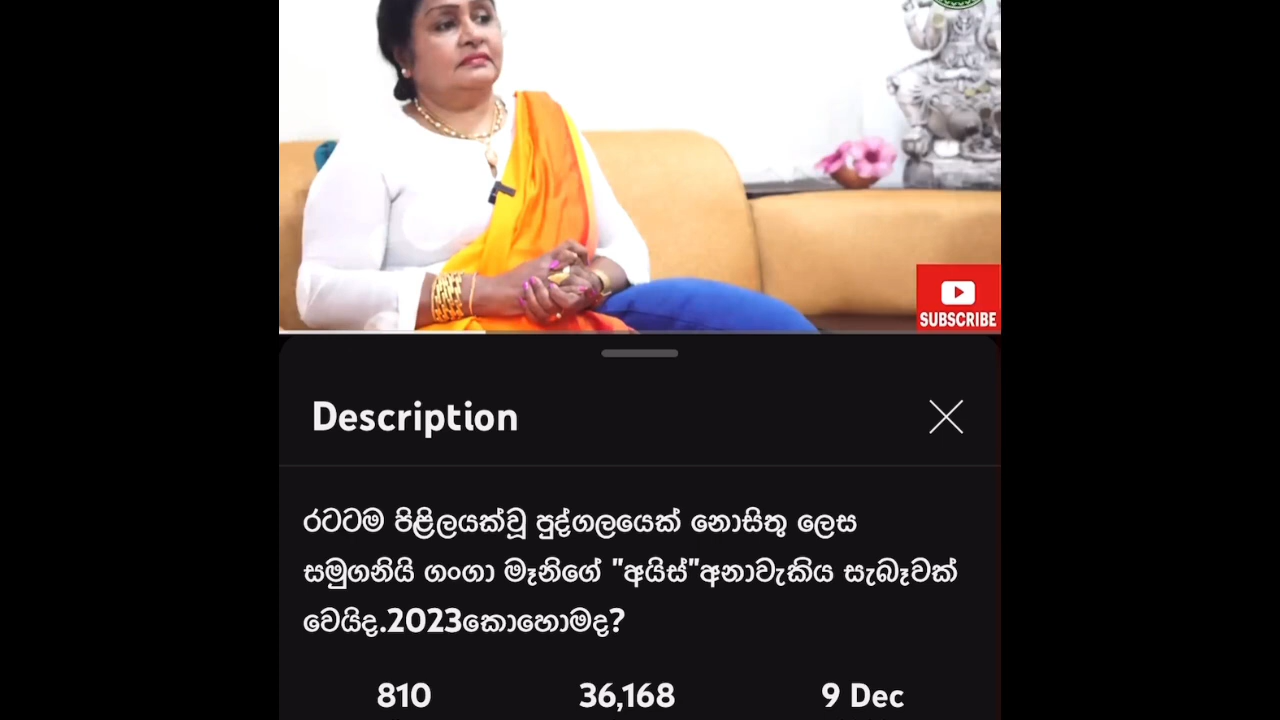 SUBSCRIBE
Description
රටටම පිළිලයක්වූ පුද්ගලයෙක් නොසිතූ ලෙස
සමුගනියි ගංගා මෑනිගේ "අයිස්"අනාවැකිය සැබෑවක්
වෙයිද.2023කොහොමද?
810 36,168 9 Dec